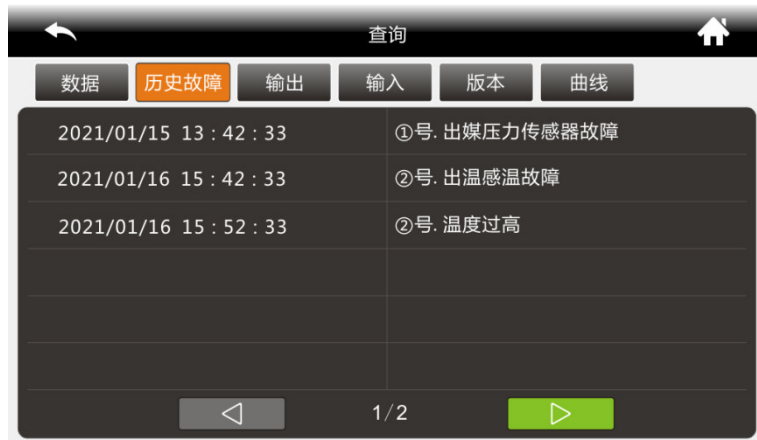 查询
数据 历史故障 输出 输入 版本 曲线
2021/01/15 13：42：33 ①号. 出媒压力传感器故障
2021/01/16 15：42：33 ②号. 出温感温故障
2021/01/16 15：52：33 ②号. 温度过高
1/2